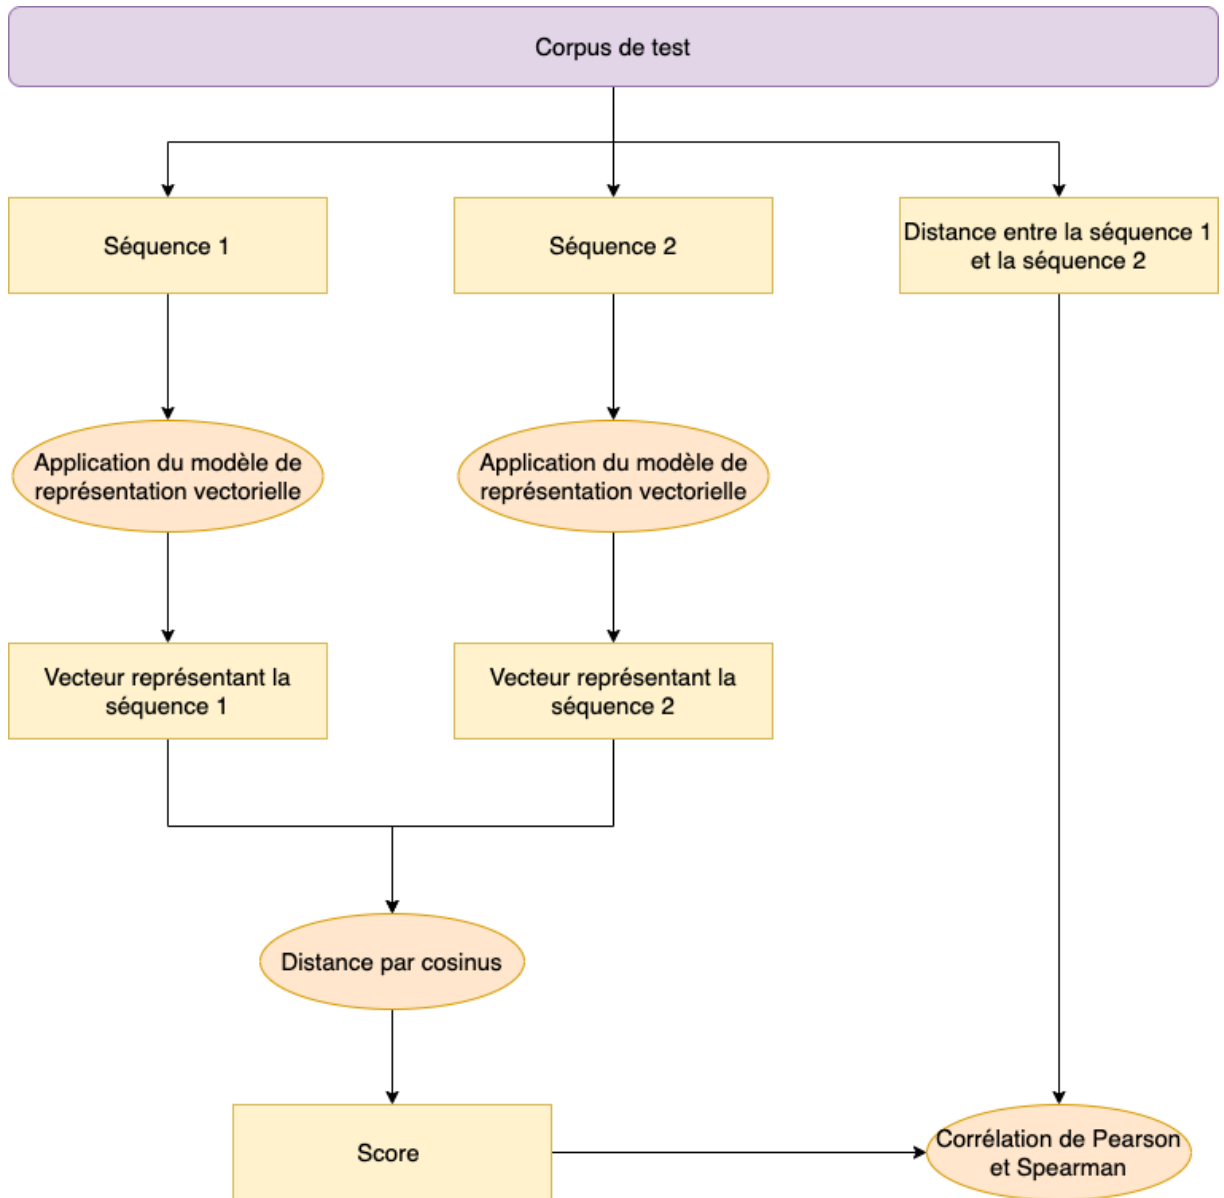 Corpus de test
Séquence 1
Séquence 2
Distance entre la séquence 1
et la séquence 2
Application du modèle de
représentation vectorielle
Application du modèle de
représentation vectorielle
Vecteur représentant la
séquence 1
Vecteur représentant la
séquence 2
Distance par cosinus
Score
Corrélation de Pearson
et Spearman